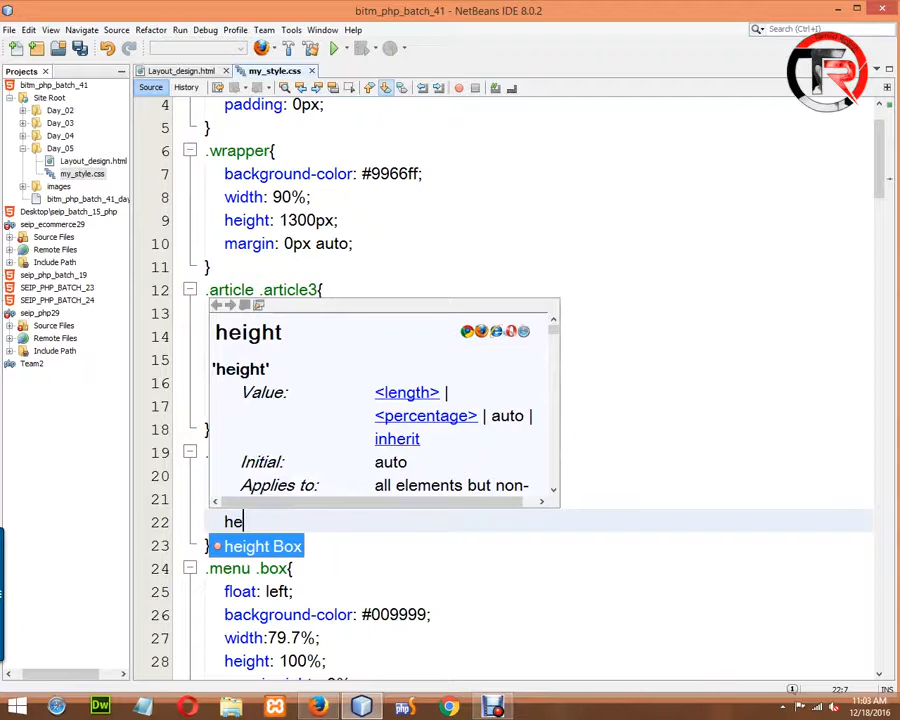 bitm_php_batch_41 - NetBeans IDE 8.0.2
File Edit View Navigate Source Refactor Run Debug Profile Team Tools Window Help
Search (Ctrl+I)
Projects
Layout_design.html
my_style.css
Source History
bitm_php_batch_41
Site Root
Day_02
Day_03
Day_04
Day_05
Layout_design.html
my_style.css
images
bitm_php_batch_41_da
Desktop\seip_batch_15_php
seip_ecommerce29
Source Files
Remote Files
Include Path
seip_php_batch_19
SEIP_PHP_BATCH_23
SEIP_PHP_BATCH_24
seip_php29
Source Files
Remote Files
Include Path
Team2
4 padding: 0px;
5 }
6 .wrapper{
7 background-color: #9966ff;
8 width: 90%;
9 height: 1300px;
10 margin: 0px auto;
11 }
12 .article .article3{
13
14
15
16
17
18 }
19 .
20
21
22 he
23 }
24 .menu .box{
25 float: left;
26 background-color: #009999;
27 width:79.7%;
28 height: 100%;
height
'height'
Value: <length> |
<percentage> | auto |
inherit
Initial: auto
Applies to: all elements but non-
height Box
1 22:7 INS
11:03 AM
12/18/2016